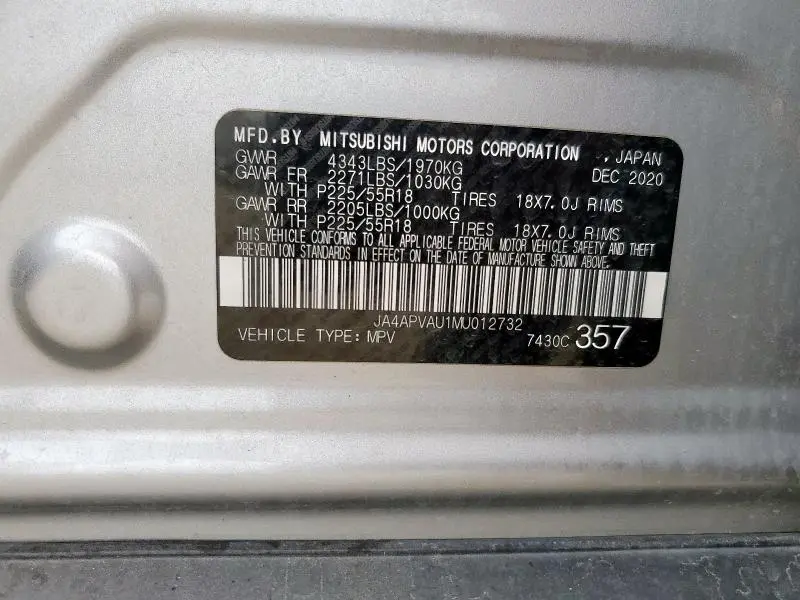 MFD.BY MITSUBISHI MOTORS CORPORATION , JAPAN
GVWR 4343LBS/1970KG DEC 2020
GAWR FR 2271LBS/1030KG
WITH P225/55R18 TIRES 18X7.0J RIMS
GAWR RR 2205LBS/1000KG
WITH P225/55R18 TIRES 18X7.0J RIMS
THIS VEHICLE CONFORMS TO ALL APPLICABLE FEDERAL MOTOR VEHICLE SAFETY AND THEFT
PREVENTION STANDARDS IN EFFECT ON THE DATE OF MANUFACTURE SHOWN ABOVE.
JA4APVAU1MU012732
VEHICLE TYPE: MPV 7430C 357